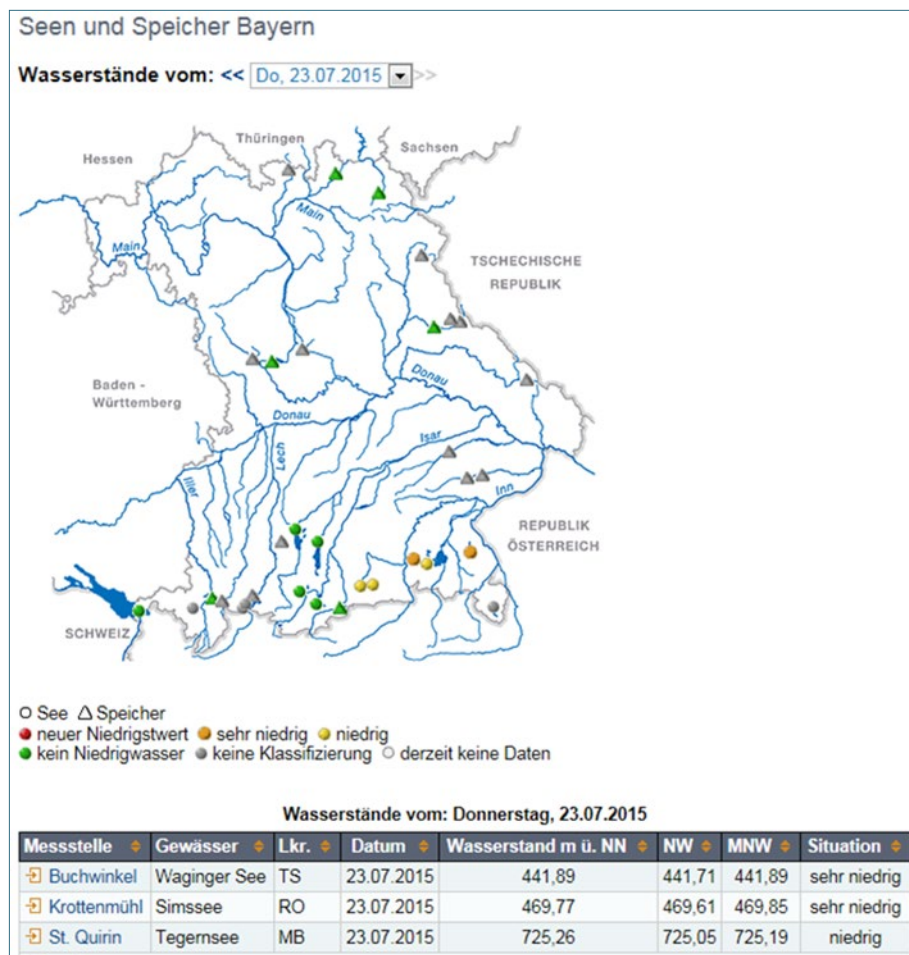 Seen und Speicher Bayern
Wasserstände vom: << Do, 23.07.2015 >>
Thüringen
Hessen
Sachsen
Main
Main
TSCHECHISCHE
REPUBLIK
Baden -
Württemberg
Donau
Donau
Isar
Lech
Iller
Inn
REPUBLIK
ÖSTERREICH
SCHWEIZ
See Speicher
neuer Niedrigstwert sehr niedrig niedrig
kein Niedrigwasser keine Klassifizierung derzeit keine Daten
Wasserstände vom: Donnerstag, 23.07.2015
Messstelle Gewässer Lkr. Datum Wasserstand m ü. NN NW MNW Situation
Buchwinkel Waginger See TS 23.07.2015 441,89 441,71 441,89 sehr niedrig
Krottenmühl Simssee RO 23.07.2015 469,77 469,61 469,85 sehr niedrig
St. Quirin Tegernsee MB 23.07.2015 725,26 725,05 725,19 niedrig